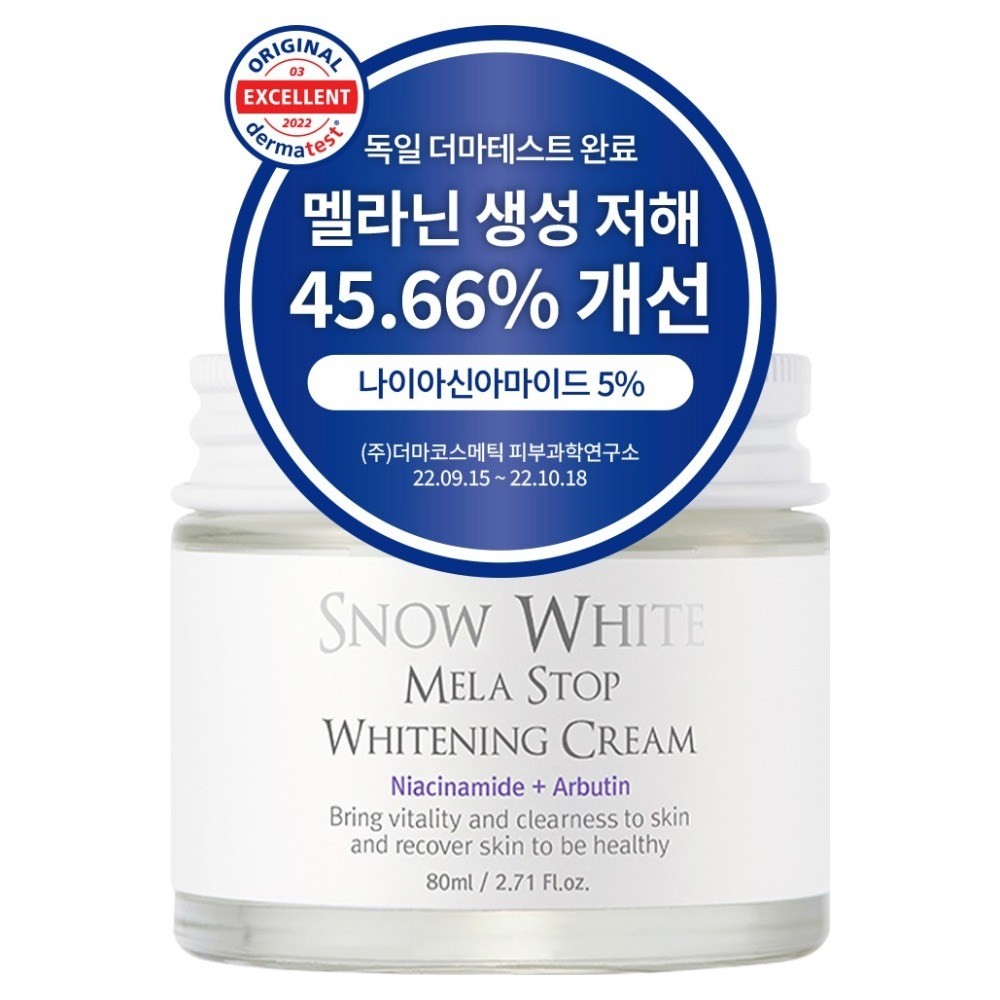 ORIGINAL
03
EXCELLENT
2022
dermatest®
독일 더마테스트 완료
멜라닌 생성 저해
45.66% 개선
나이아신아마이드 5%
(주)더마코스메틱 피부과학연구소
22.09.15 ~ 22.10.18
SNOW WHITE
MELA STOP
WHITENING CREAM
Niacinamide + Arbutin
Bring vitality and clearness to skin
and recover skin to be healthy
80ml / 2.71 Fl.oz.